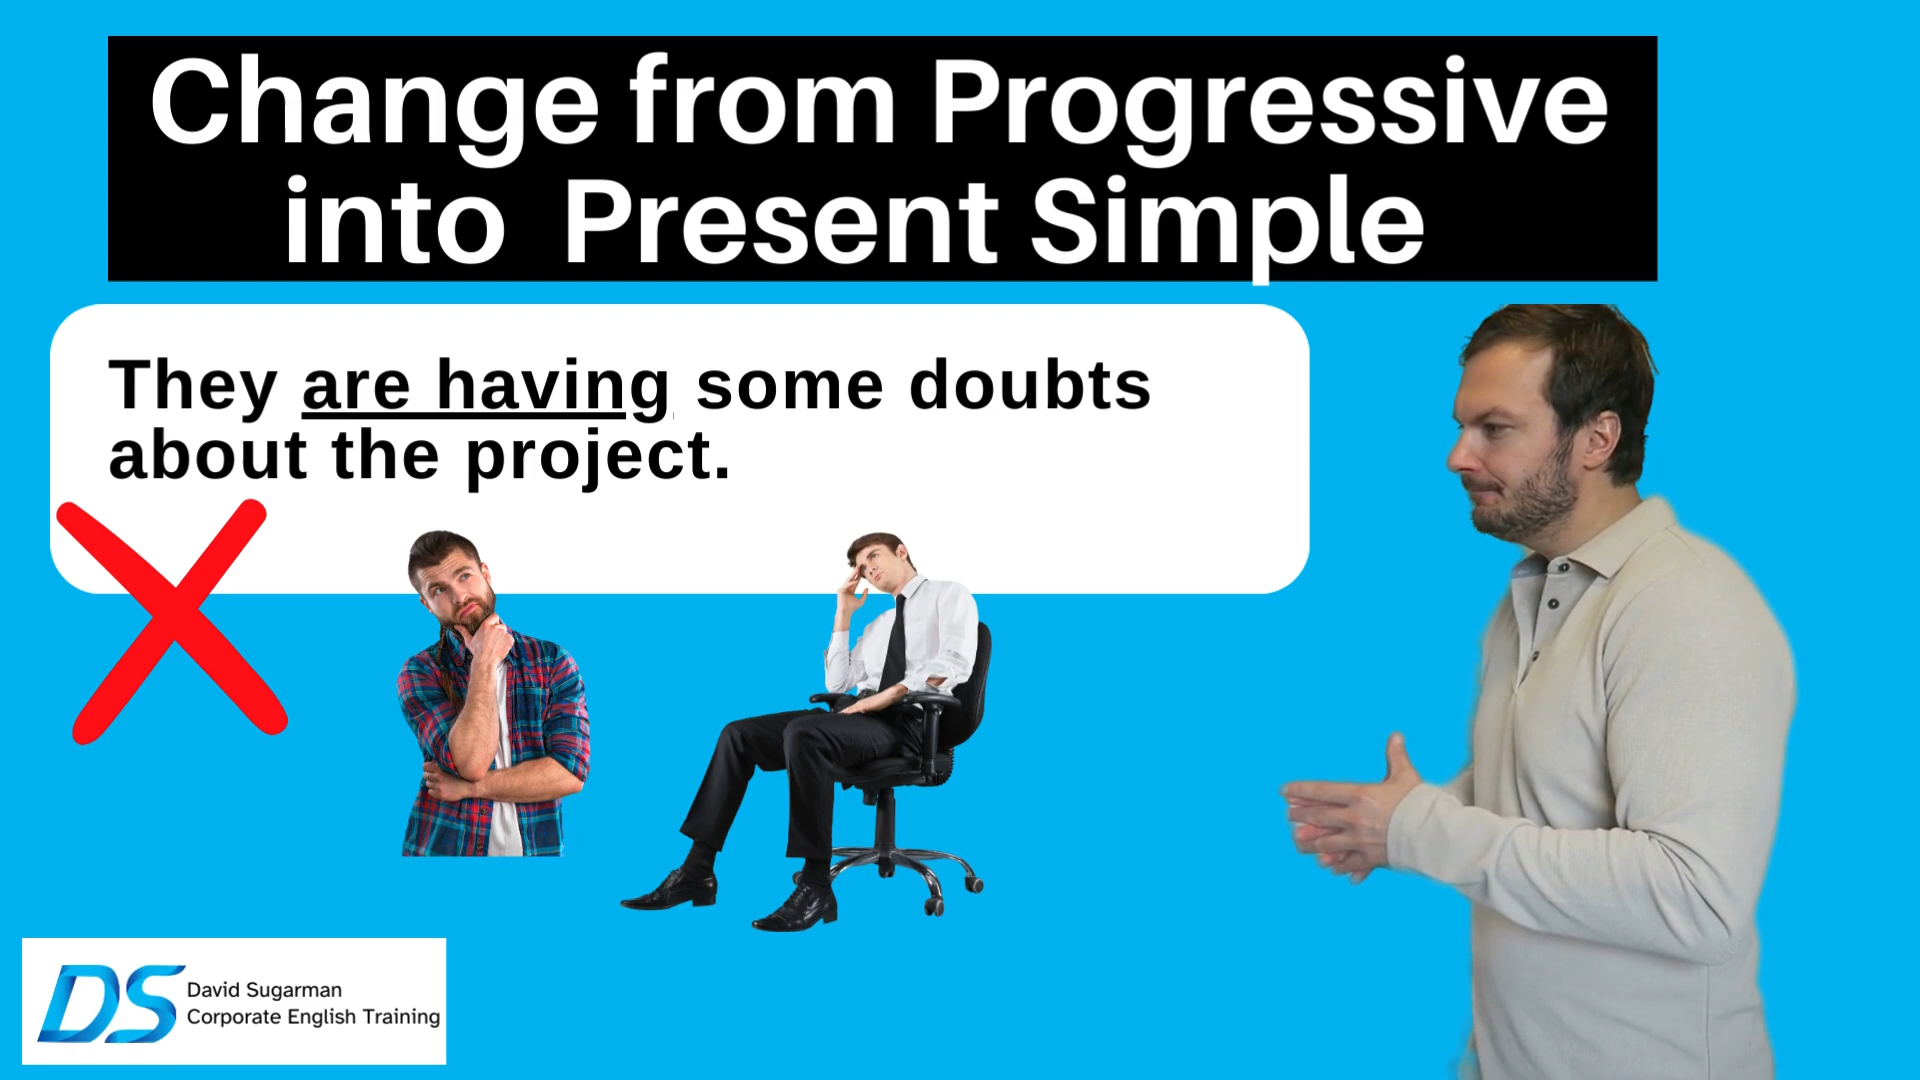 Change from Progressive
into Present Simple
They are having some doubts
about the project.
DS
David Sugarman
Corporate English Training